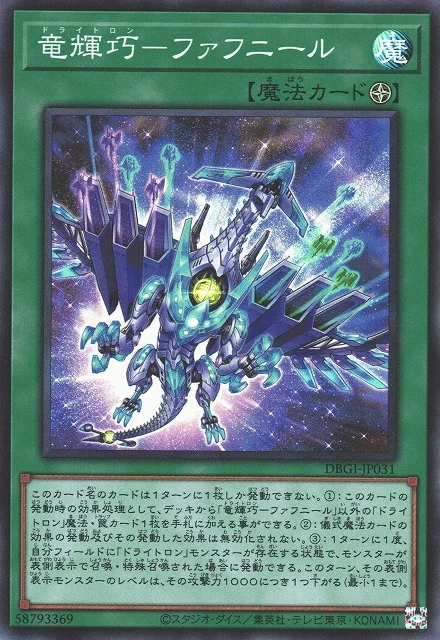 ドライトロン
竜輝巧－ファフニール
魔
まほう
【魔法カード】
DBGI-JP031
このカード名のカードは1ターンに1枚しか発動できない。①：このカードの
発動時の効果処理として、デッキから「竜輝巧－ファフニール」以外の「ドライ
トロン」魔法・罠カード1枚を手札に加える事ができる。②：儀式魔法カードの
効果の発動及びその発動した効果は無効化されない。③：1ターンに1度、
自分フィールドに「ドライトロン」モンスターが存在する状態で、モンスターが
表側表示で召喚・特殊召喚された場合に発動できる。このターン、その表側
表示モンスターのレベルは、その攻撃力1000につき1つ下がる（最小1まで）。
58793369
©スタジオ・ダイス／集英社・テレビ東京・KONAMI